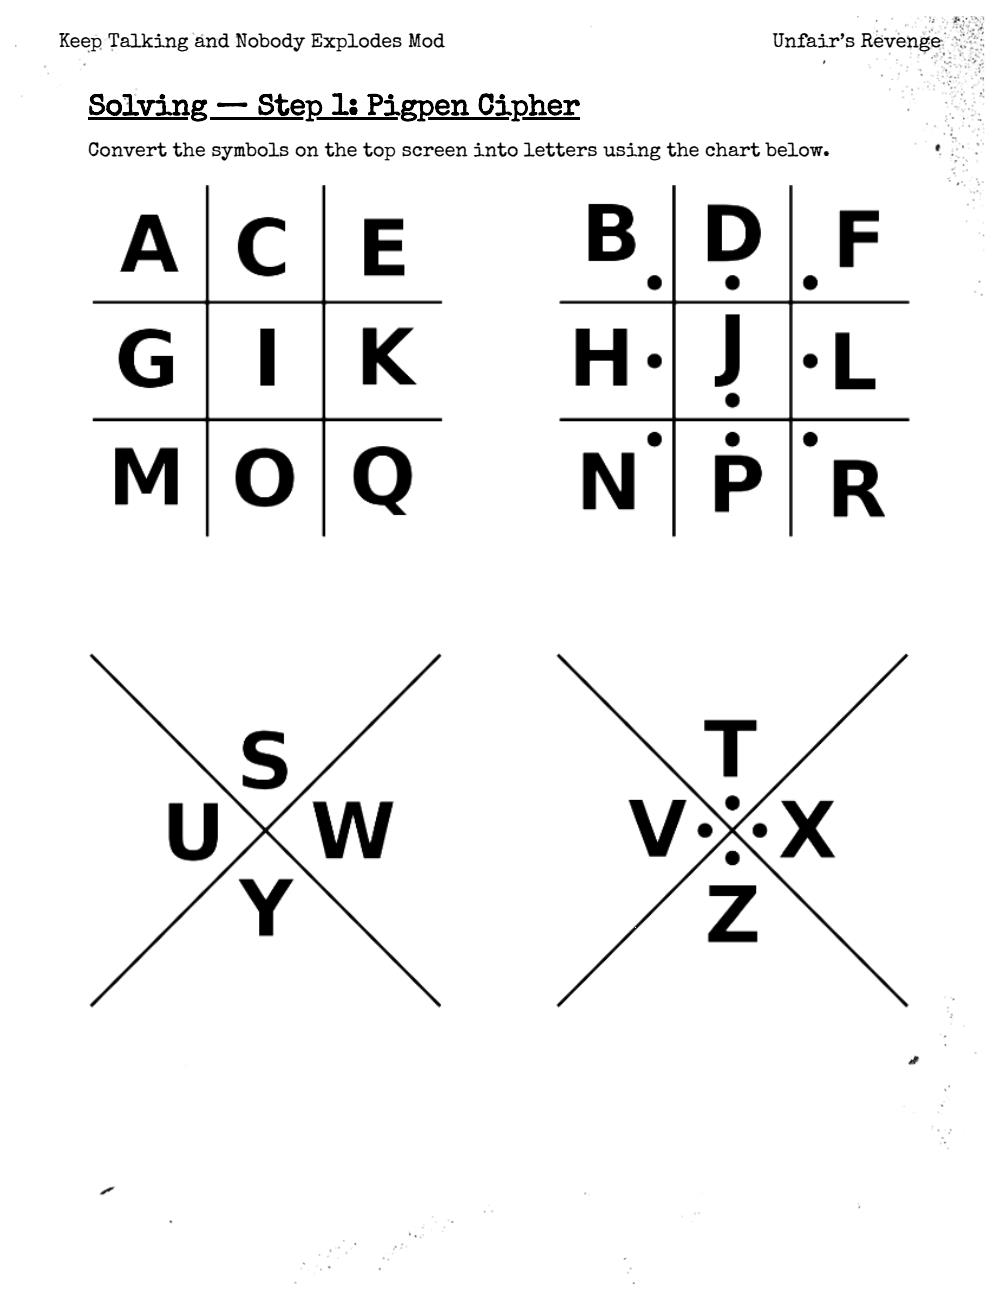 Keep Talking and Nobody Explodes Mod
Unfair's Revenge
Solving — Step 1: Pigpen Cipher
Convert the symbols on the top screen into letters using the chart below.
A C E
G I K
M O Q
B D F
H J L
N P R
S
U W
Y
T
V X
Z